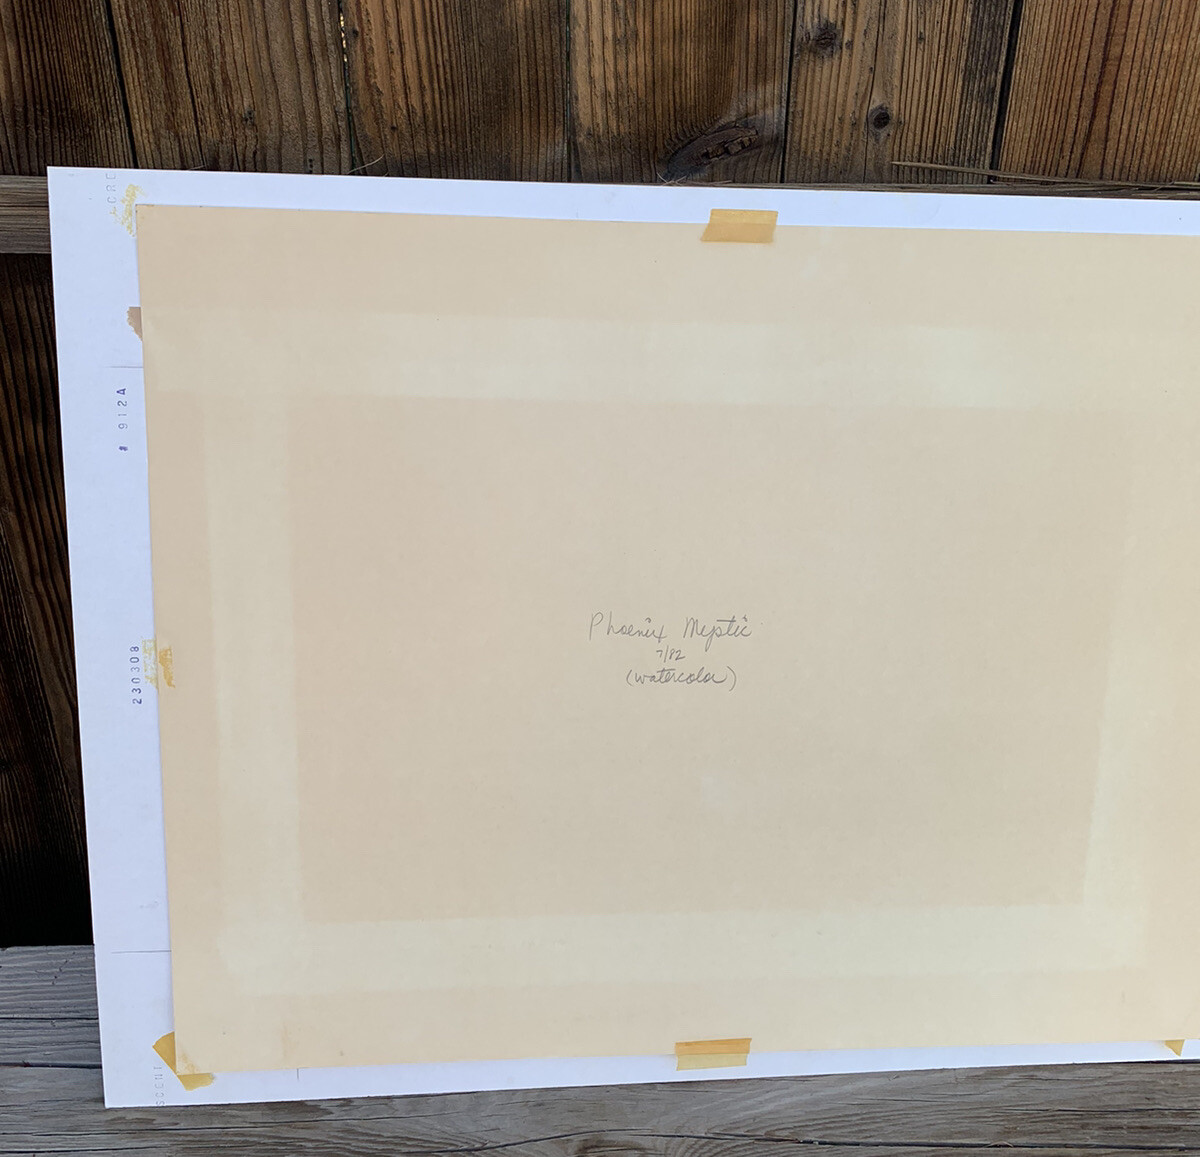 Phoenix Mystic
7/82
(watercolor)
# 912A
230308